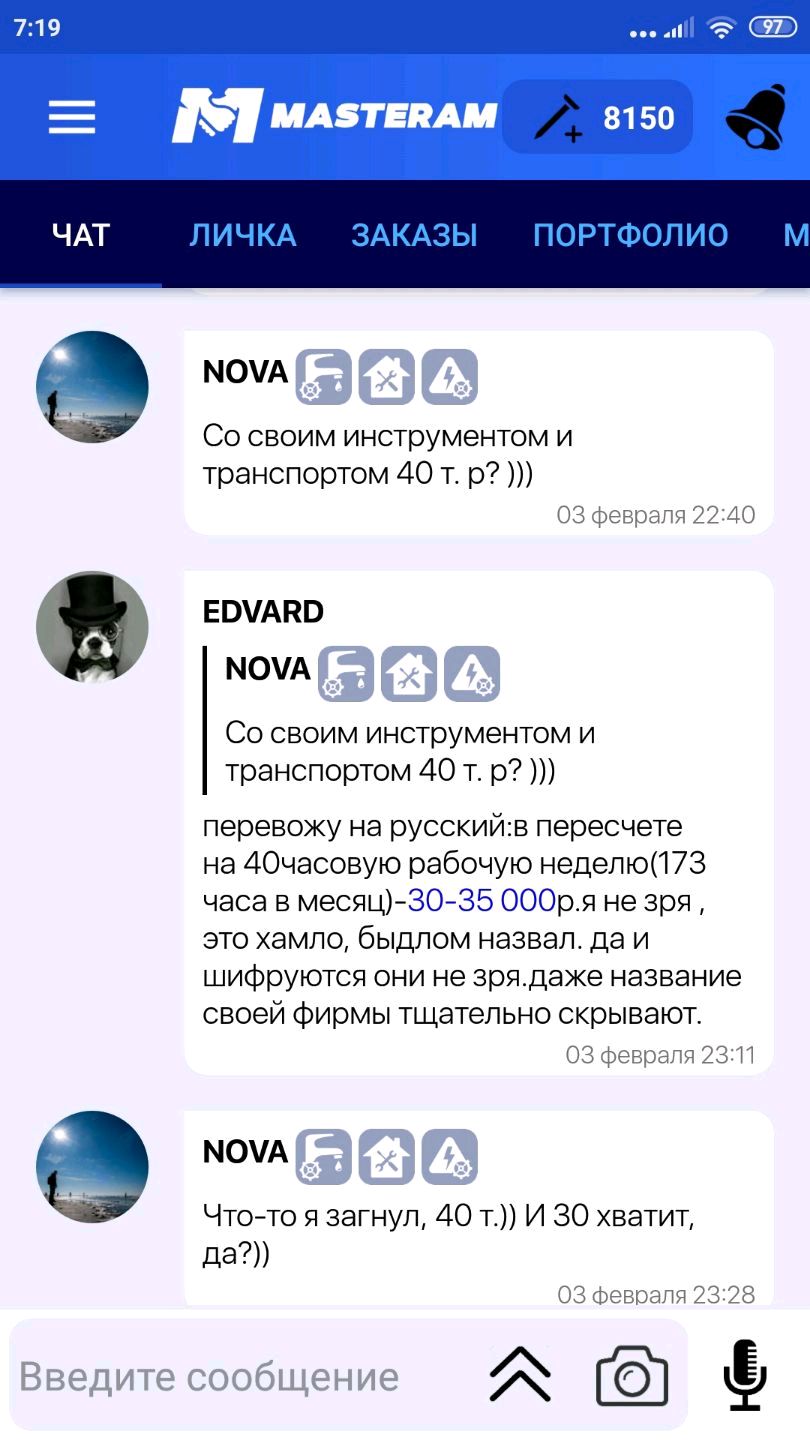 7:19
97
MASTERAM
8150
ЧАТ
ЛИЧКА
ЗАКАЗЫ
ПОРТФОЛИО
М
NOVA
Со своим инструментом и
транспортом 40 т. р? )))
03 февраля 22:40
EDVARD
NOVA
Со своим инструментом и
транспортом 40 т. р? )))
перевожу на русский:в пересчете
на 40часовую рабочую неделю(173
часа в месяц)-30-35 000р.я не зря ,
это хамло, быдлом назвал. да и
шифруются они не зря.даже название
своей фирмы тщательно скрывают.
03 февраля 23:11
NOVA
Что-то я загнул, 40 т.)) И 30 хватит,
да?))
03 февраля 23:28
Введите сообщение